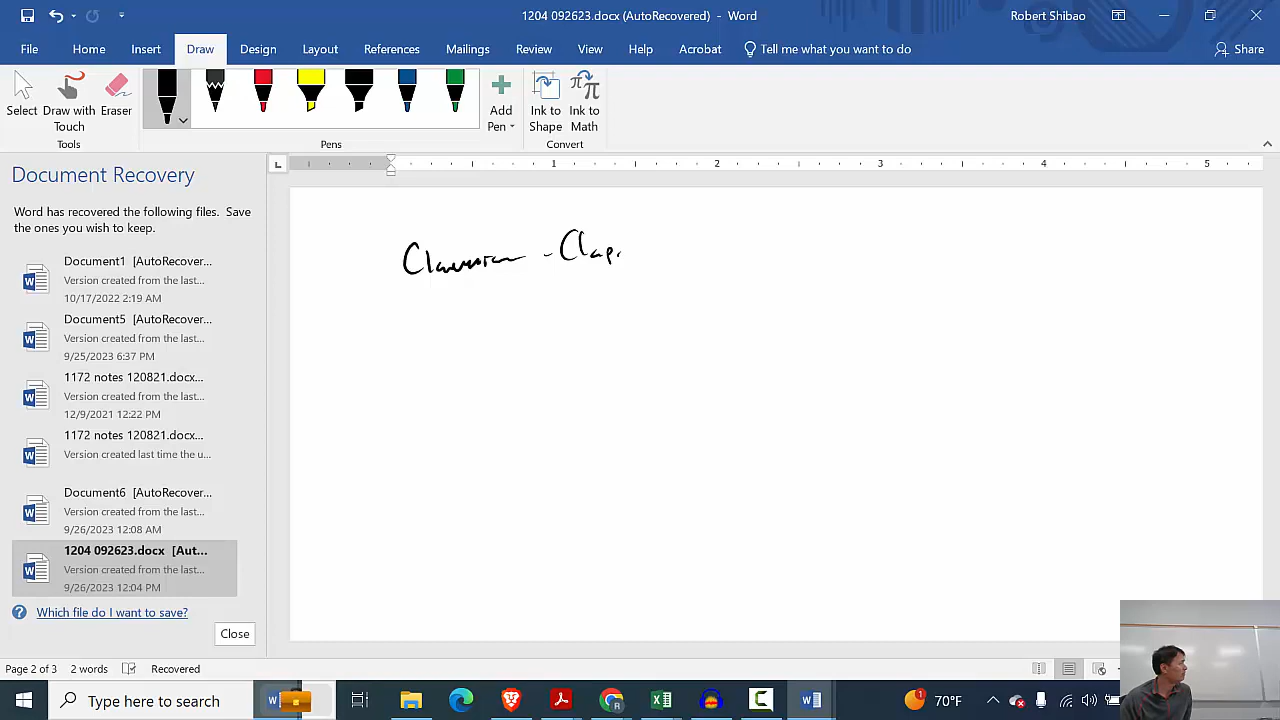 1204 092623.docx (AutoRecovered) - Word
Robert Shibao
File Home Insert Draw Design Layout References Mailings Review View Help Acrobat Tell me what you want to do Share
Select Draw with Touch Eraser Add Pen Ink to Shape Ink to Math
Tools Pens Convert
L 1 2 3 4 5
Document Recovery
Word has recovered the following files. Save the ones you wish to keep.
Document1 [AutoRecover...
Version created from the last...
10/17/2022 2:19 AM
Document5 [AutoRecover...
Version created from the last...
9/25/2023 6:37 PM
1172 notes 120821.docx...
Version created from the last...
12/9/2021 12:22 PM
1172 notes 120821.docx...
Version created last time the u...
Document6 [AutoRecover...
Version created from the last...
9/26/2023 12:08 AM
1204 092623.docx [Aut...
Version created from the last...
9/26/2023 12:04 PM
Which file do I want to save?
Close
- Clap
Page 2 of 3 2 words Recovered
Type here to search
1 70°F